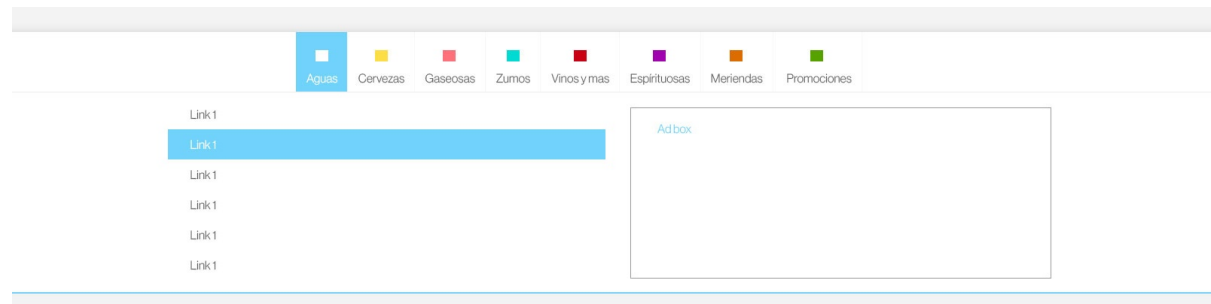 Aguas Cervezas Gaseosas Zumos Vinos y mas Espírituosas Meriendas Promociones
Link 1
Ad box
Link 1
Link 1
Link 1
Link 1
Link 1